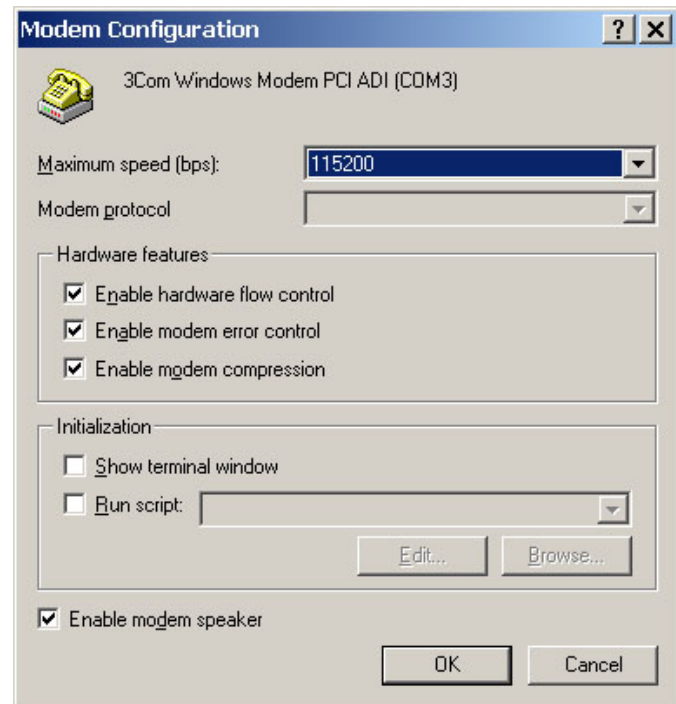 Modem Configuration
3Com Windows Modem PCI ADI (COM3)
Maximum speed (bps): 115200
Modem protocol
Hardware features
Enable hardware flow control
Enable modem error control
Enable modem compression
Initialization
Show terminal window
Run script:
Edit... Browse...
Enable modem speaker
OK Cancel